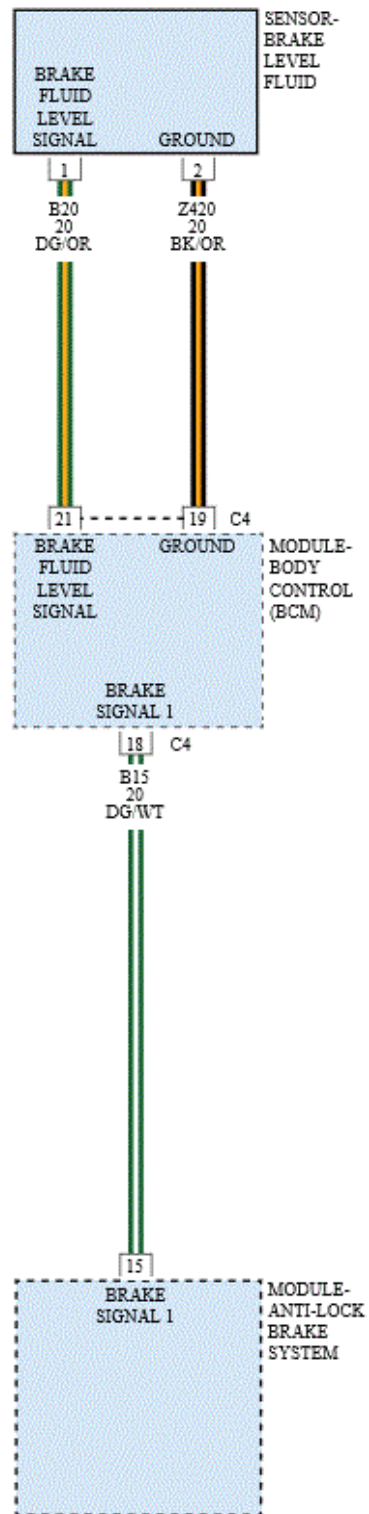 SENSOR-
BRAKE
LEVEL
FLUID
BRAKE
FLUID
LEVEL
SIGNAL
GROUND
1
2
B20
20
DG/OR
Z420
20
BK/OR
21
19
C4
BRAKE
FLUID
LEVEL
SIGNAL
GROUND
MODULE-
BODY
CONTROL
(BCM)
BRAKE
SIGNAL 1
18
C4
B15
20
DG/WT
15
BRAKE
SIGNAL 1
MODULE-
ANTI-LOCK
BRAKE
SYSTEM